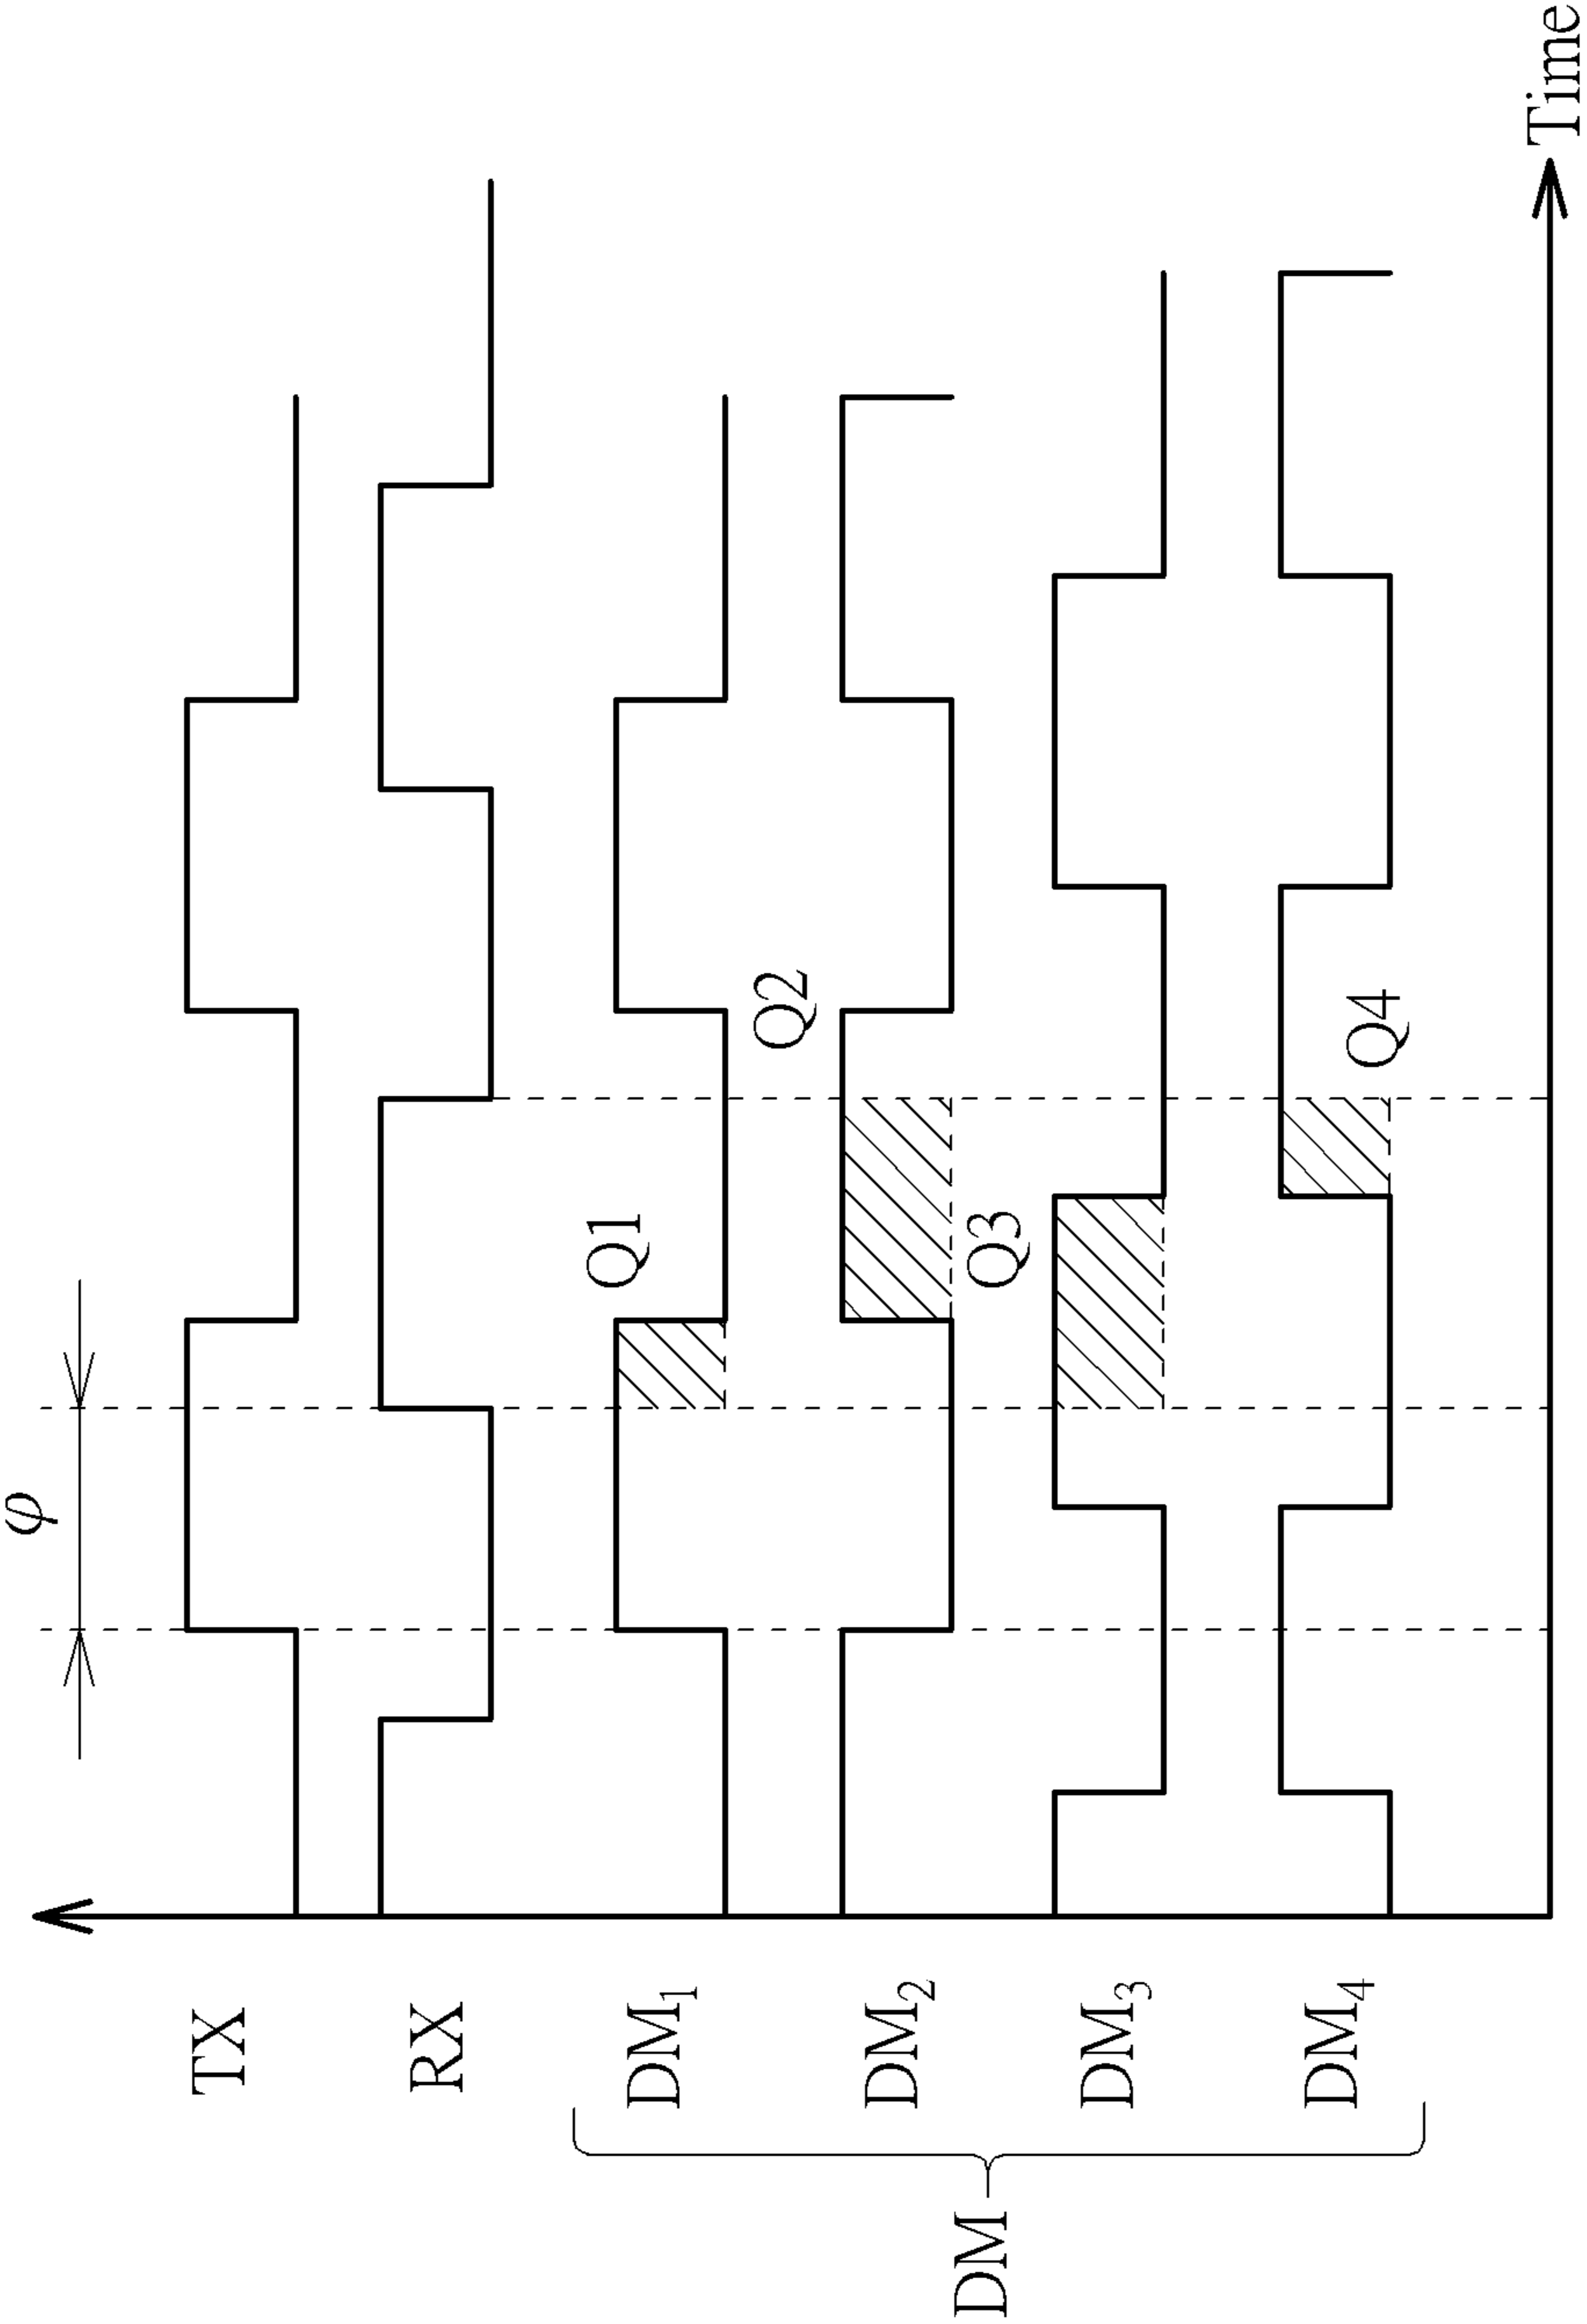 φ
TX
RX
DM₁
Q1
DM₂
Q2
DM
DM₃
Q3
DM₄
Q4
Time